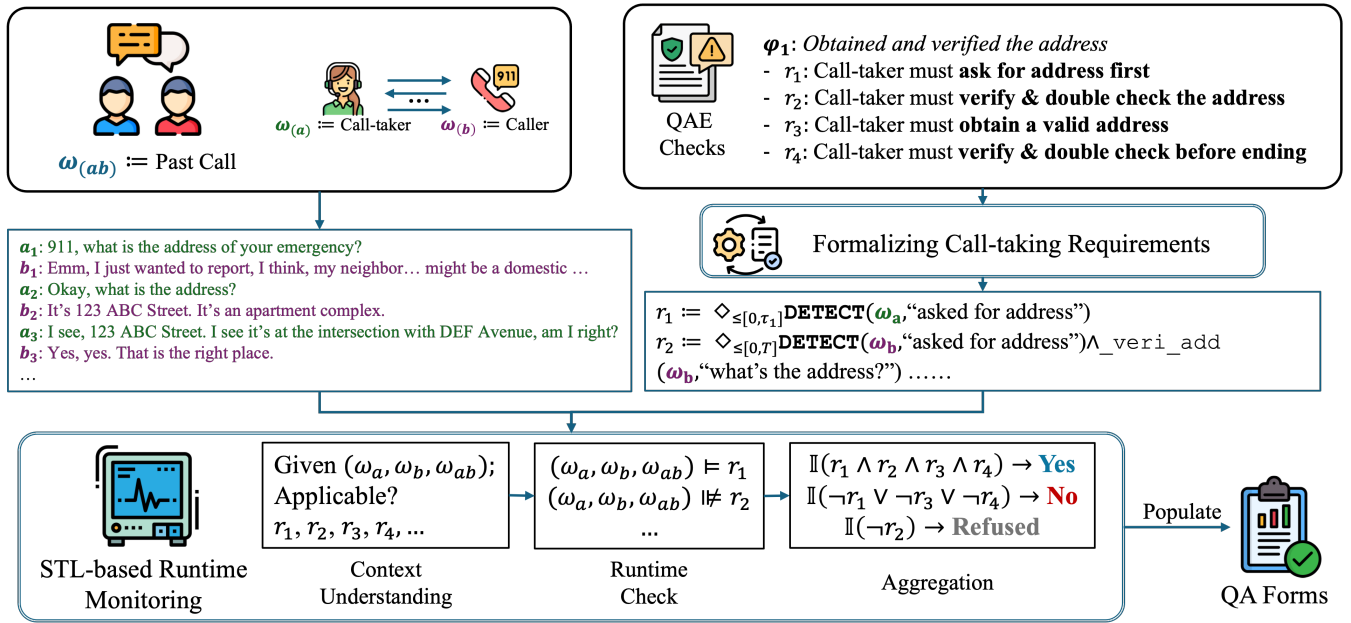 911
...
ω(a) ≔ Call-taker
ω(b) ≔ Caller
ω(ab) ≔ Past Call
QAE
Checks
φ1: Obtained and verified the address
- r1: Call-taker must ask for address first
- r2: Call-taker must verify & double check the address
- r3: Call-taker must obtain a valid address
- r4: Call-taker must verify & double check before ending
a1: 911, what is the address of your emergency?
b1: Emm, I just wanted to report, I think, my neighbor… might be a domestic …
a2: Okay, what is the address?
b2: It's 123 ABC Street. It's an apartment complex.
a3: I see, 123 ABC Street. I see it's at the intersection with DEF Avenue, am I right?
b3: Yes, yes. That is the right place.
…
Formalizing Call-taking Requirements
r1 ≔ ◇≤[0,τ1]DETECT(ωa,“asked for address”)
r2 ≔ ◇≤[0,T]DETECT(ωb,“asked for address”)∧_veri_add
(ωb,“what's the address?”) ……
STL-based Runtime
Monitoring
Given (ωa, ωb, ωab);
Applicable?
r1, r2, r3, r4, …
Context
Understanding
(ωa, ωb, ωab) ⊨ r1
(ωa, ωb, ωab) ⊯ r2
…
Runtime
Check
𝕀(r1 ∧ r2 ∧ r3 ∧ r4) → Yes
𝕀(¬r1 ∨ ¬r3 ∨ ¬r4) → No
𝕀(¬r2) → Refused
Aggregation
Populate
QA Forms